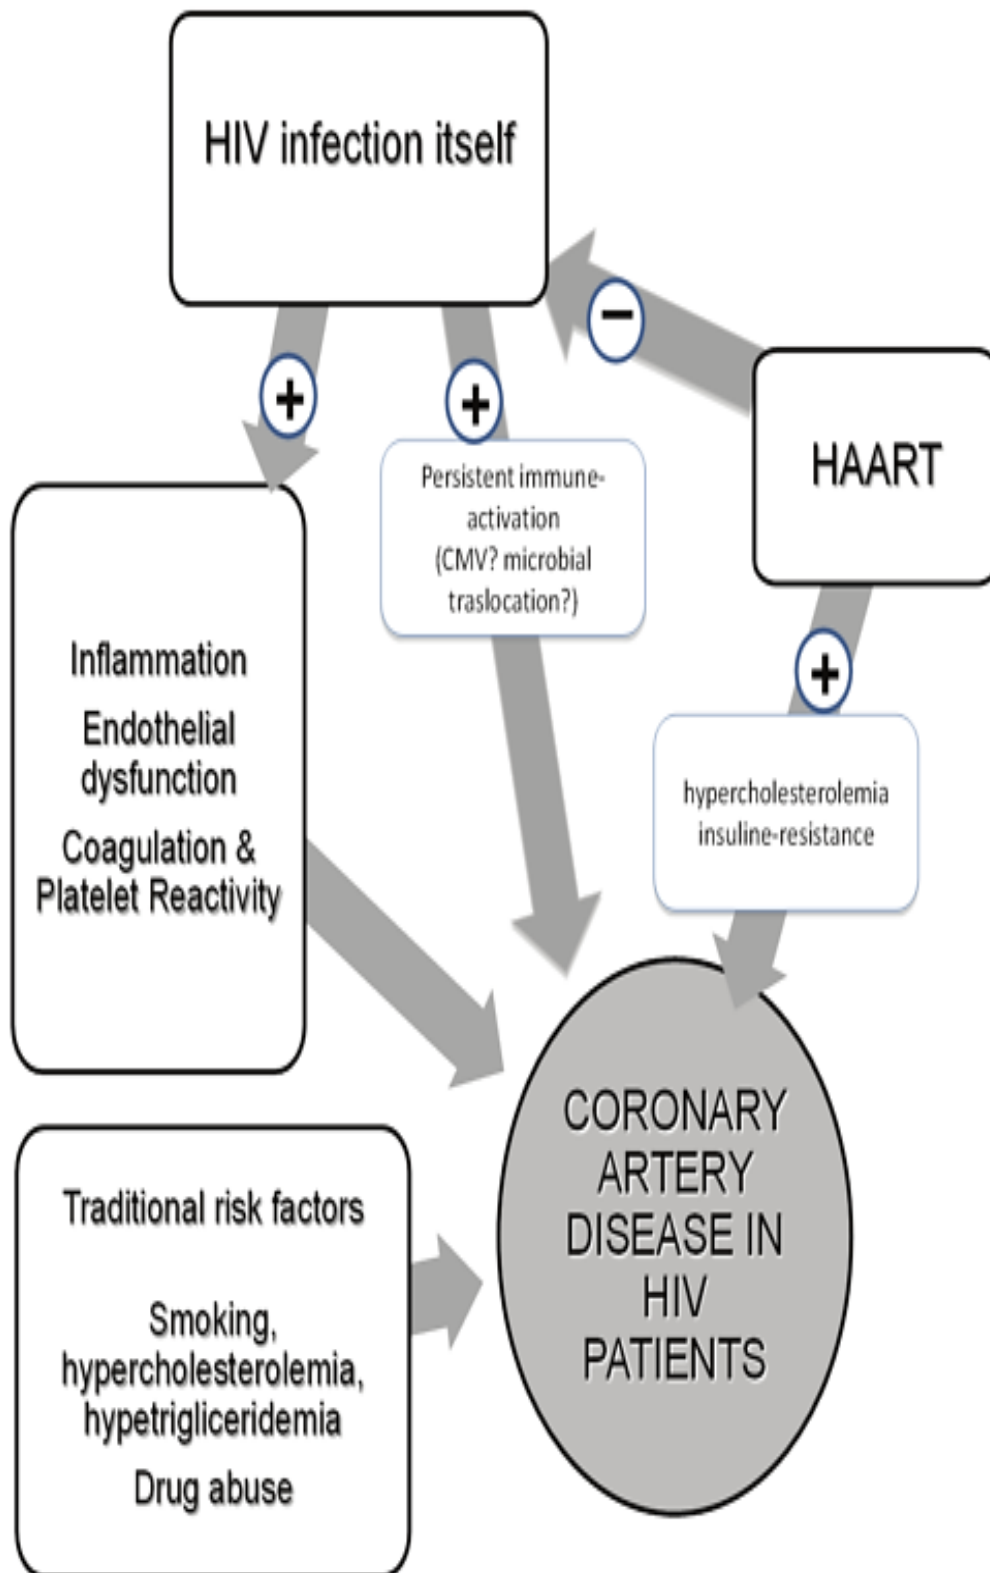 HIV infection itself
−
+
+
HAART
Persistent immune-
activation
(CMV? microbial
traslocation?)
Inflammation
Endothelial
dysfunction
Coagulation &
Platelet Reactivity
+
hypercholesterolemia
insuline-resistance
CORONARY
ARTERY
DISEASE IN
HIV
PATIENTS
Traditional risk factors
Smoking,
hypercholesterolemia,
hypetrigliceridemia
Drug abuse